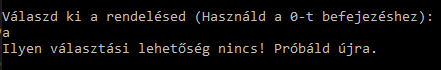 Válaszd ki a rendelésed (Használd a 0-t befejezéshez):
a
Ilyen választási lehetőség nincs! Próbáld újra.